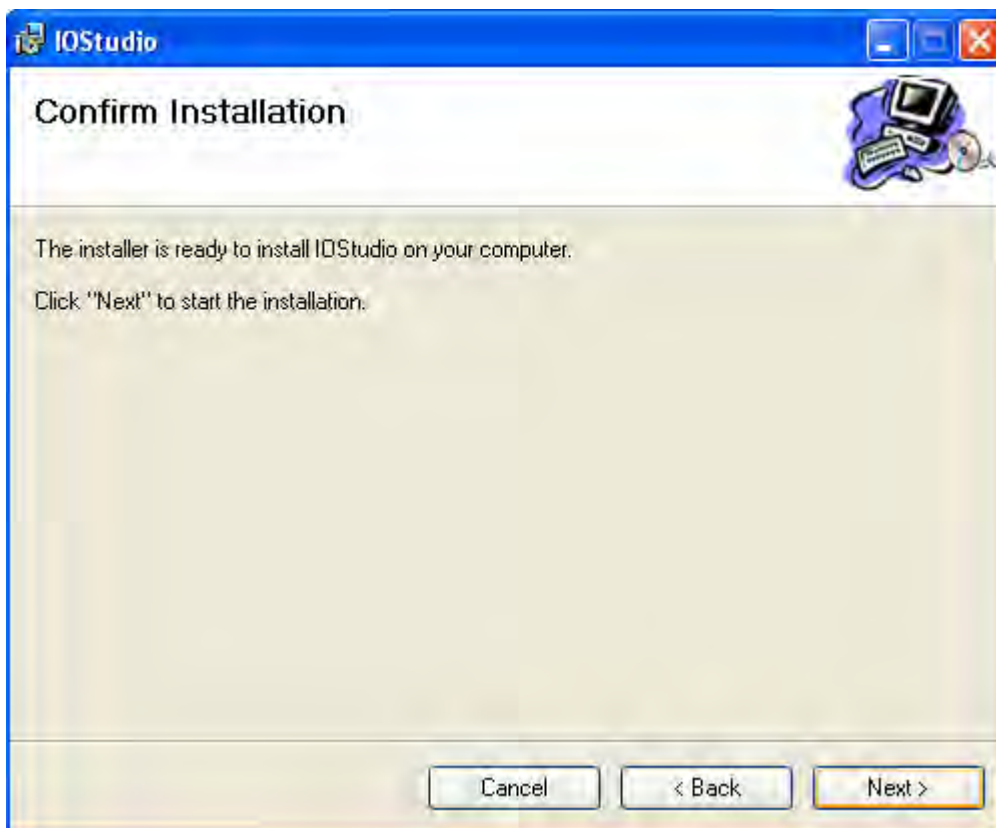 IOStudio
Confirm Installation
The installer is ready to install IOStudio on your computer.
Click "Next" to start the installation.
Cancel
< Back
Next >